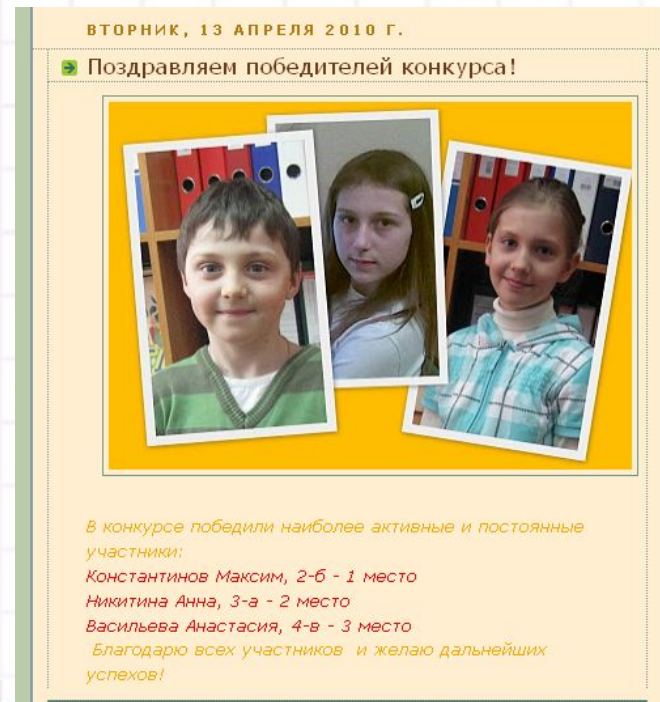 ВТОРНИК, 13 АПРЕЛЯ 2010 Г.
Поздравляем победителей конкурса!
В конкурсе победили наиболее активные и постоянные
участники:
Константинов Максим, 2-б - 1 место
Никитина Анна, 3-а - 2 место
Васильева Анастасия, 4-в - 3 место
Благодарю всех участников и желаю дальнейших
успехов!